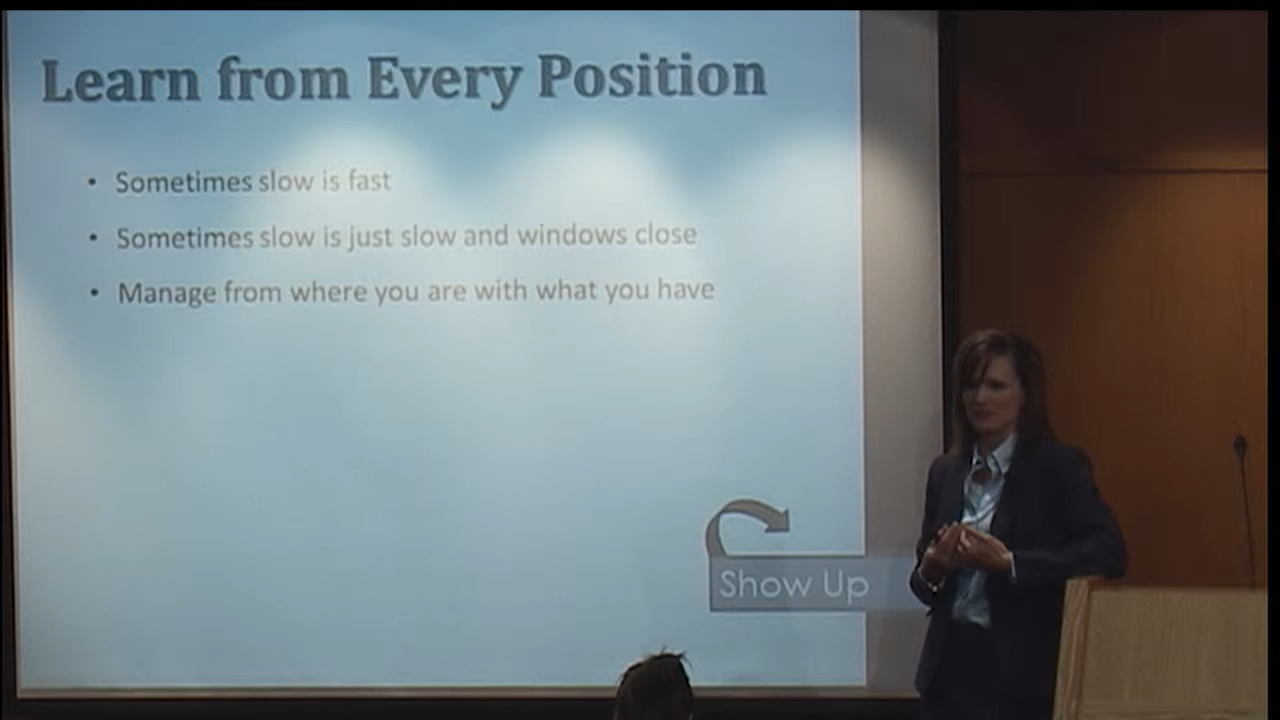 Learn from Every Position
• Sometimes slow is fast
• Sometimes slow is just slow and windows close
• Manage from where you are with what you have
Show Up